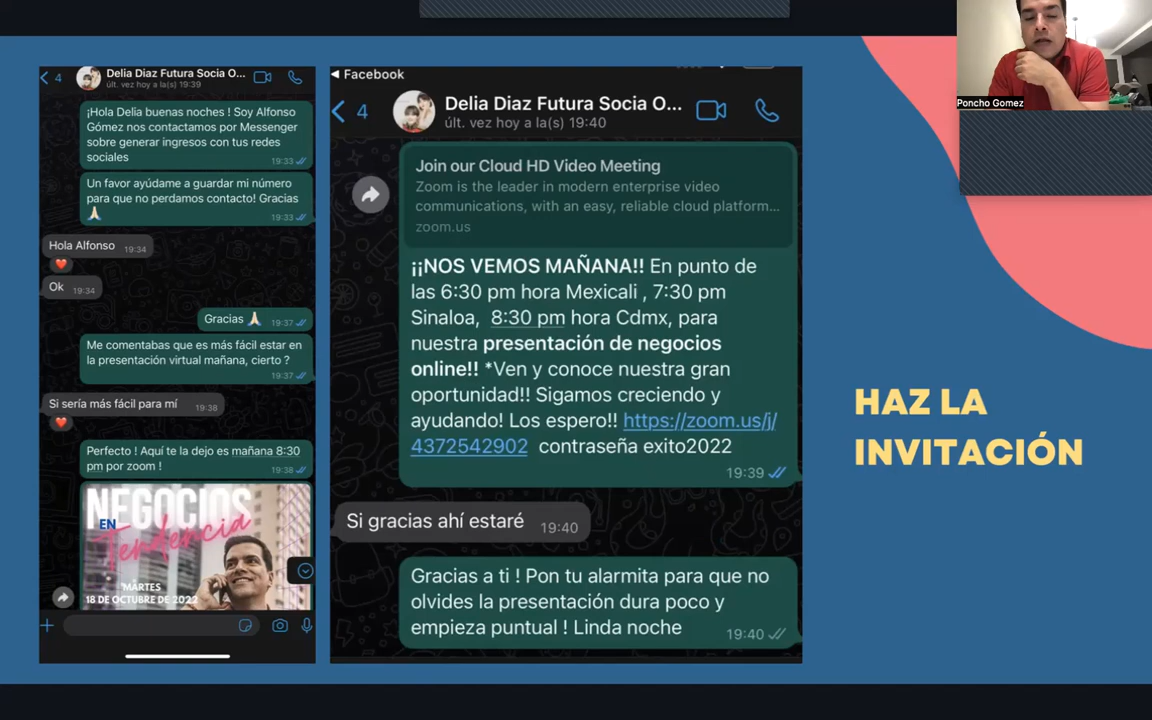 4
Delia Diaz Futura Socia O...
últ. vez hoy a la(s) 19:39
¡Hola Delia buenas noches ! Soy Alfonso
Gómez nos contactamos por Messenger
sobre generar ingresos con tus redes
sociales
19:33
Un favor ayúdame a guardar mi número
para que no perdamos contacto! Gracias
🙏🏻
19:33
Hola Alfonso
19:34
❤️
Ok
19:34
Gracias 🙏🏻
19:37
Me comentabas que es más fácil estar en
la presentación virtual mañana, cierto ?
19:37
Si sería más fácil para mí
19:38
❤️
Perfecto ! Aquí te la dejo es mañana 8:30
pm por zoom !
19:38
NEGOCIOS
EN
Tendencia
MARTES
18 DE OCTUBRE DE 2022
Facebook
4
Delia Diaz Futura Socia O...
últ. vez hoy a la(s) 19:40
Join our Cloud HD Video Meeting
Zoom is the leader in modern enterprise video
communications, with an easy, reliable cloud platform...
zoom.us
¡¡NOS VEMOS MAÑANA!! En punto de
las 6:30 pm hora Mexicali , 7:30 pm
Sinaloa, 8:30 pm hora Cdmx, para
nuestra presentación de negocios
online!! *Ven y conoce nuestra gran
oportunidad!! Sigamos creciendo y
ayudando! Los espero!! https://zoom.us/j/
4372542902 contraseña exito2022
19:39
Si gracias ahí estaré
19:40
Gracias a ti ! Pon tu alarmita para que no
olvides la presentación dura poco y
empieza puntual ! Linda noche
19:40
HAZ LA
INVITACIÓN
Poncho Gomez